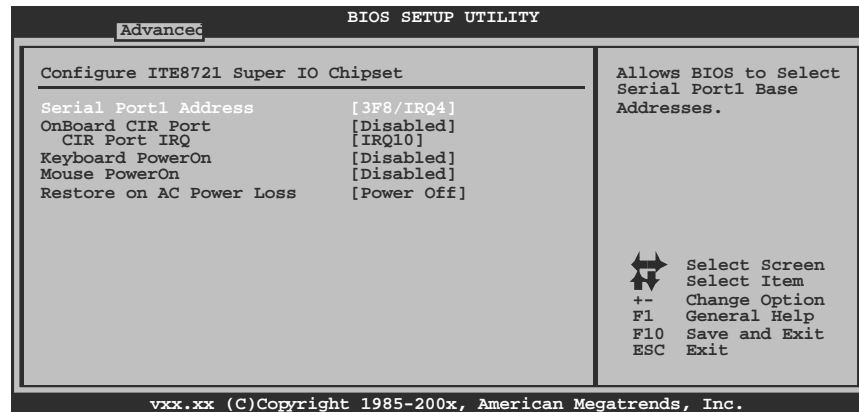 BIOS SETUP UTILITY
Advanced
Configure ITE8721 Super IO Chipset
Serial Port1 Address [3F8/IRQ4]
OnBoard CIR Port [Disabled]
CIR Port IRQ [IRQ10]
Keyboard PowerOn [Disabled]
Mouse PowerOn [Disabled]
Restore on AC Power Loss [Power Off]
Allows BIOS to Select
Serial Port1 Base
Addresses.
Select Screen
Select Item
+- Change Option
F1 General Help
F10 Save and Exit
ESC Exit
vxx.xx (C)Copyright 1985-200x, American Megatrends, Inc.